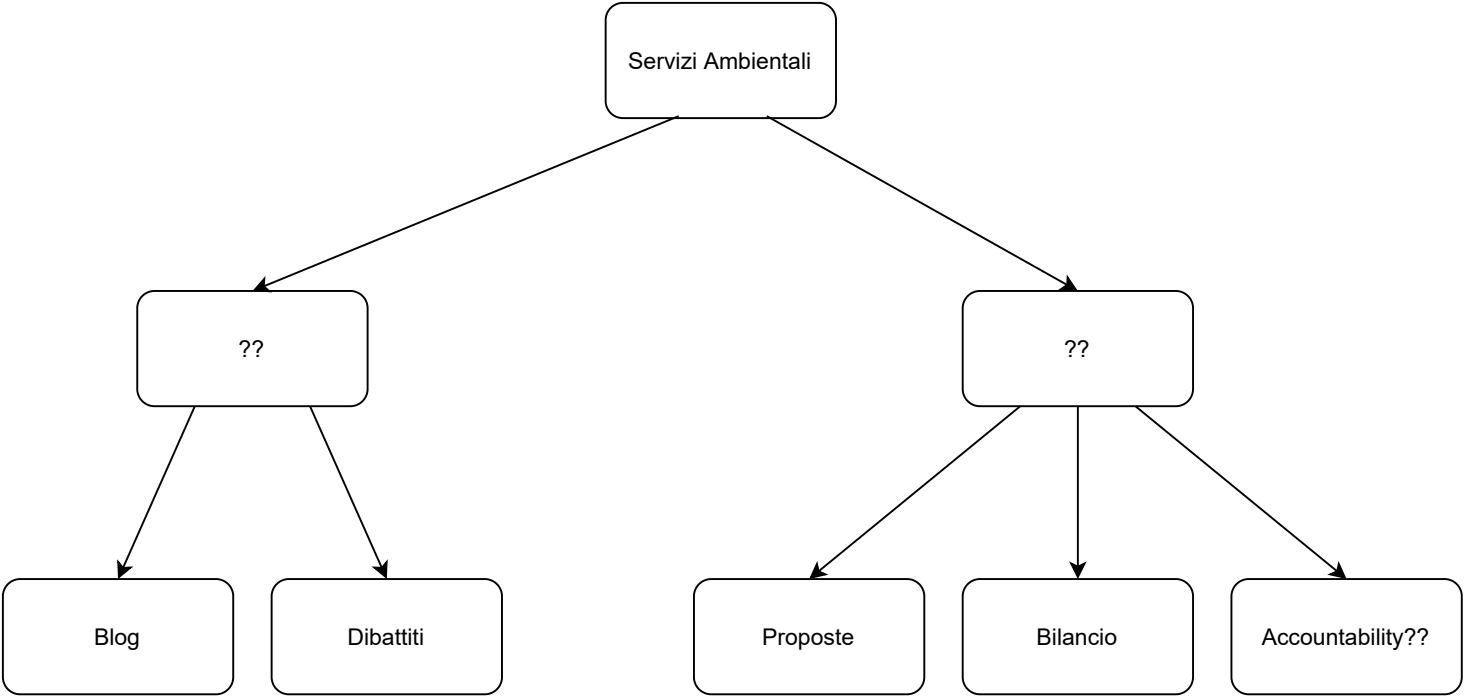 Servizi Ambientali
??
??
Blog
Dibattiti
Proposte
Bilancio
Accountability??